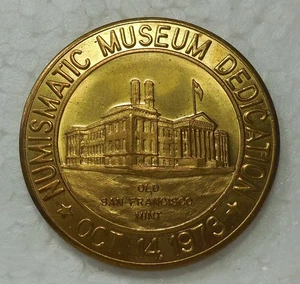 NUMISMATIC MUSEUM DEDICATION
OLD
SAN FRANCISCO
MINT
OCT. 14, 1973